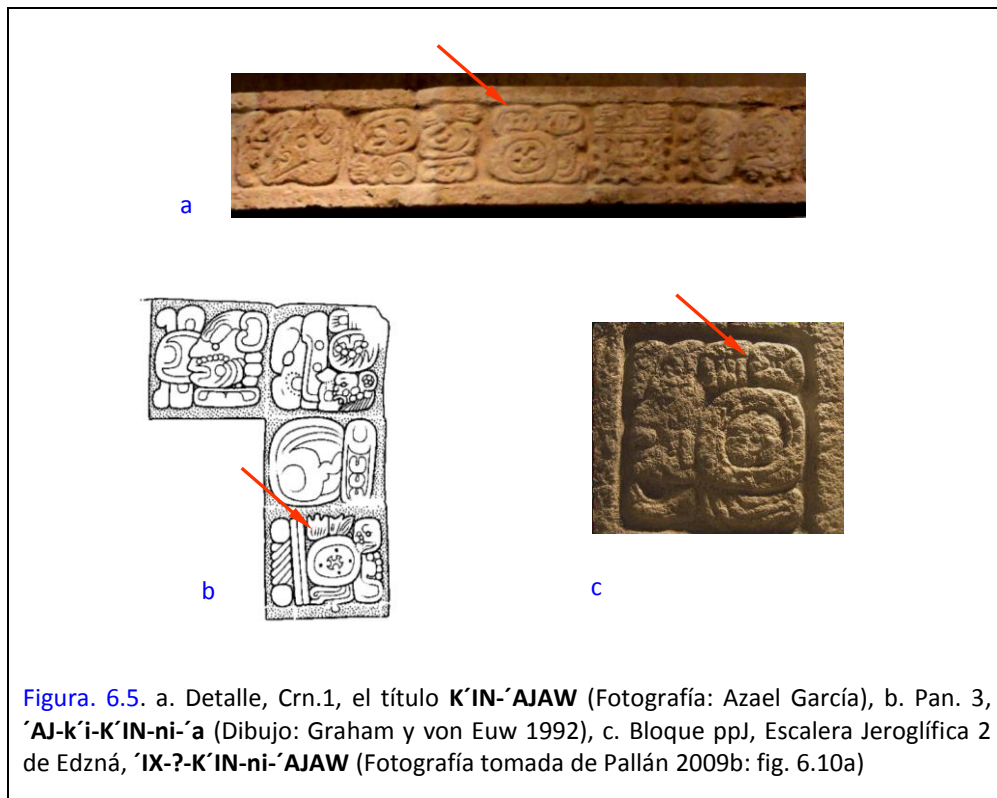 a
b
c
Figura. 6.5. a. Detalle, Crn.1, el título K´IN-´AJAW (Fotografía: Azael García), b. Pan. 3,
´AJ-k´i-K´IN-ni-´a (Dibujo: Graham y von Euw 1992), c. Bloque ppJ, Escalera Jeroglífica 2
de Edzná, ´IX-?-K´IN-ni-´AJAW (Fotografía tomada de Pallán 2009b: fig. 6.10a)